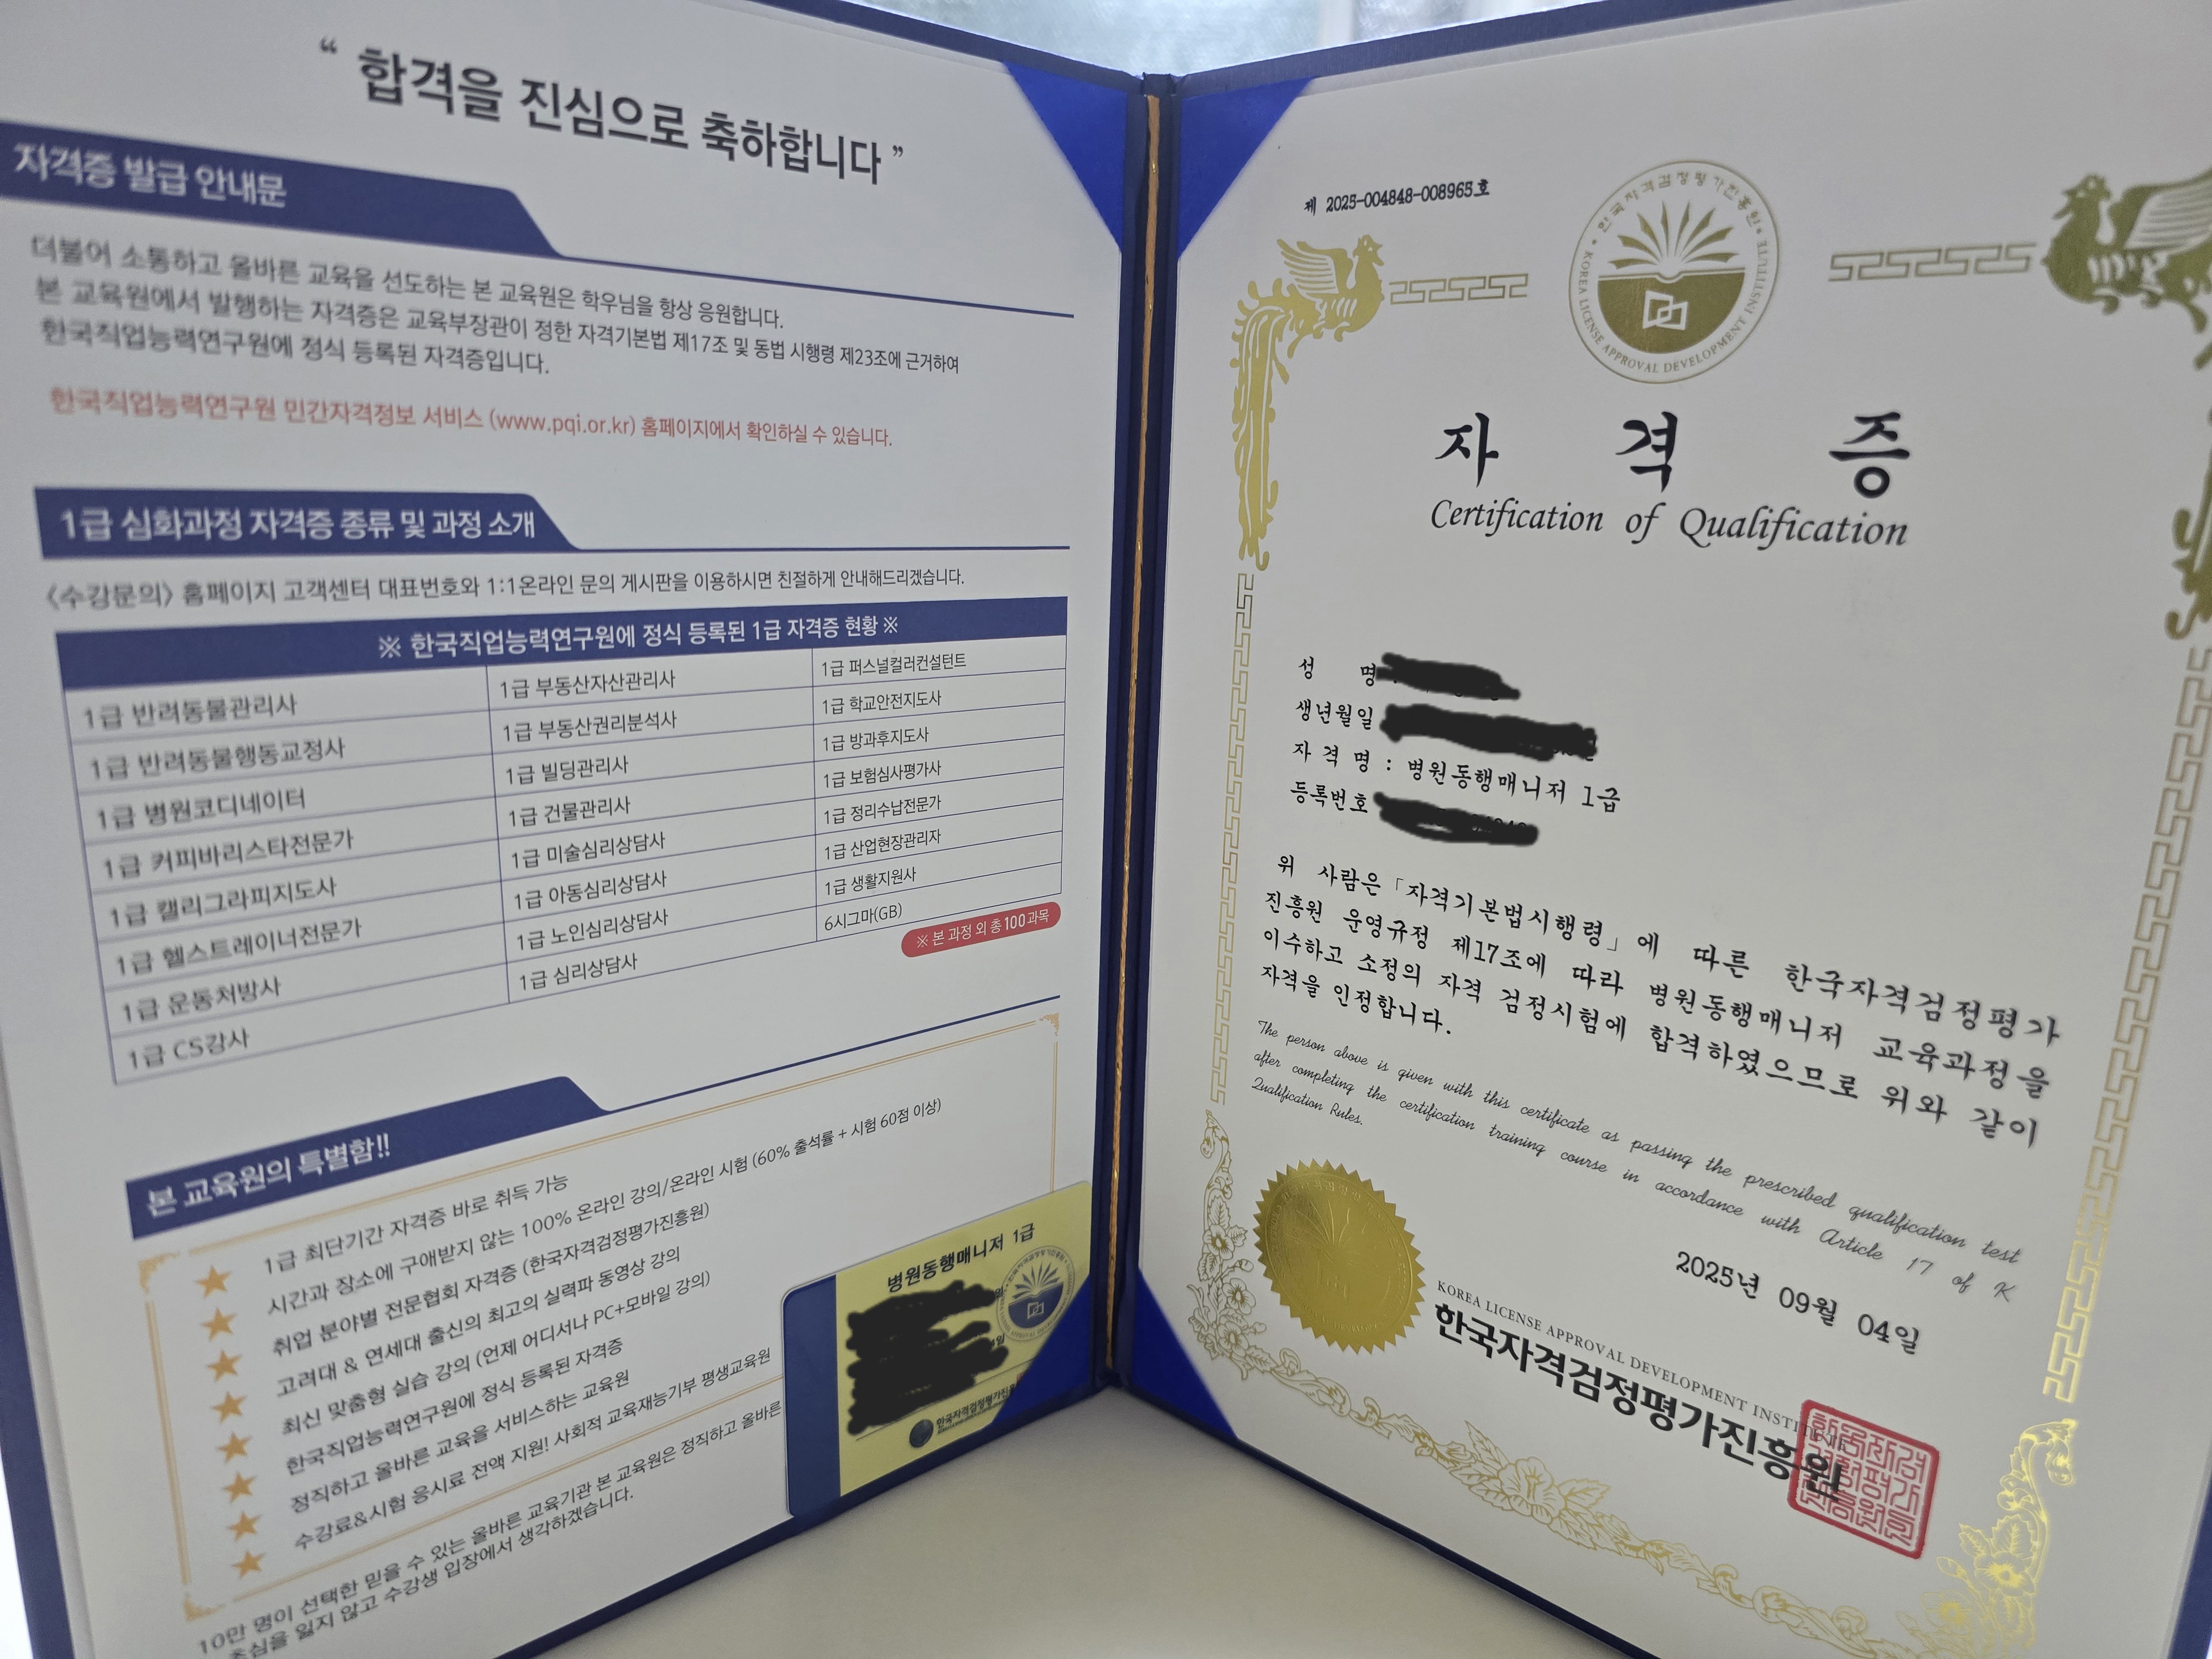 “ 합격을 진심으로 축하합니다 ”
자격증 발급 안내문
더불어 소통하고 올바른 교육을 선도하는 본 교육원은 학우님을 항상 응원합니다.
본 교육원에서 발행하는 자격증은 교육부장관이 정한 자격기본법 제17조 및 동법 시행령 제23조에 근거하여
한국직업능력연구원에 정식 등록된 자격증입니다.
한국직업능력연구원 민간자격정보 서비스 (www.pqi.or.kr) 홈페이지에서 확인하실 수 있습니다.
1급 심화과정 자격증 종류 및 과정 소개
〈수강문의〉 홈페이지 고객센터 대표번호와 1:1온라인 문의 게시판을 이용하시면 친절하게 안내해드리겠습니다.
※ 한국직업능력연구원에 정식 등록된 1급 자격증 현황 ※
1급 반려동물관리사 1급 부동산자산관리사 1급 퍼스널컬러컨설턴트
1급 반려동물행동교정사 1급 부동산권리분석사 1급 학교안전지도사
1급 병원코디네이터 1급 빌딩관리사 1급 방과후지도사
1급 커피바리스타전문가 1급 건물관리사 1급 보험심사평가사
1급 캘리그라피지도사 1급 미술심리상담사 1급 정리수납전문가
1급 헬스트레이너전문가 1급 아동심리상담사 1급 산업현장관리자
1급 운동처방사 1급 노인심리상담사 1급 생활지원사
1급 CS강사 1급 심리상담사 6시그마(GB)
※ 본 과정 외 총 100과목
본 교육원의 특별함!!
1급 최단기간 자격증 바로 취득 가능
시간과 장소에 구애받지 않는 100% 온라인 강의/온라인 시험 (60% 출석률 + 시험 60점 이상)
취업 분야별 전문협회 자격증 (한국자격검정평가진흥원)
고려대 & 연세대 출신의 최고의 실력파 동영상 강의
최신 맞춤형 실습 강의 (언제 어디서나 PC+모바일 강의)
한국직업능력연구원에 정식 등록된 자격증
정직하고 올바른 교육을 서비스하는 교육원
수강료&시험 응시료 전액 지원! 사회적 교육재능기부 평생교육원
10만 명이 선택한 믿을 수 있는 올바른 교육기관 본 교육원은 정직하고 올바른
초심을 잃지 않고 수강생 입장에서 생각하겠습니다.
병원동행매니저 1급
한국자격검정평가진흥원
제 2025-004848-008965호
한국자격검정평가진흥원
KOREA LICENSE APPROVAL DEVELOPMENT INSTITUTE
자 격 증
Certification of Qualification
성 명
생년월일
자 격 명 : 병원동행매니저 1급
등록번호
위 사람은 「자격기본법시행령」에 따른 한국자격검정평가
진흥원 운영규정 제17조에 따라 병원동행매니저 교육과정을
이수하고 소정의 자격 검정시험에 합격하였으므로 위와 같이
자격을 인정합니다.
The person above is given with this certificate as passing the prescribed qualification test
after completing the certification training course in accordance with Article 17 of K
Qualification Rules.
2025년 09월 04일
KOREA LICENSE APPROVAL DEVELOPMENT INSTITUTE
한국자격검정평가진흥원